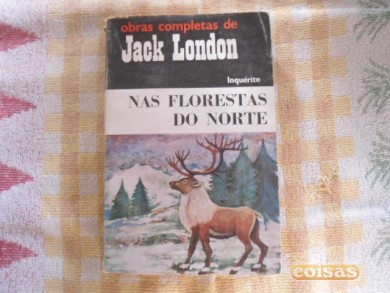 obras completas de
Jack London
Inquérito
NAS FLORESTAS
DO NORTE
coisas